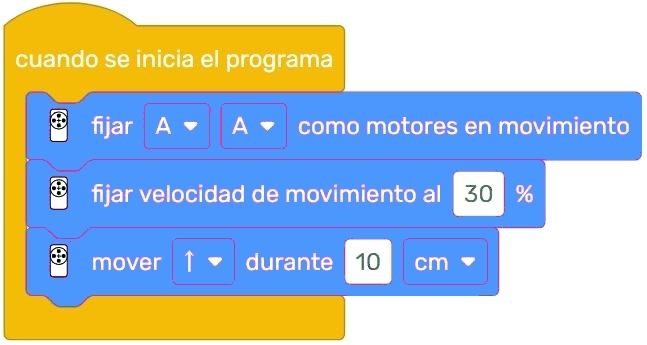 cuando se inicia el programa
fijar A A como motores en movimiento
fijar velocidad de movimiento al 30 %
mover ↑ durante 10 cm